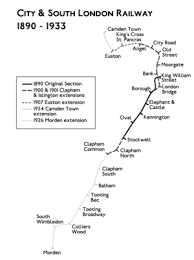 CITY & SOUTH LONDON RAILWAY
1890 - 1933
Camden Town
King's Cross
St. Pancras
Euston
Angel
City Road
Old
Street
Moorgate
Bank
King William
Street
London
Bridge
Borough
Elephant &
Castle
Kennington
Oval
Stockwell
Clapham
Common
Clapham
North
Clapham
South
Balham
Tooting
Bec
Tooting
Broadway
Colliers
Wood
South
Wimbledon
Morden
1890 Original Section
1900 & 1901 Clapham
& Islington extensions
1907 Euston extension
1924 Camden Town
extension
1926 Morden extension